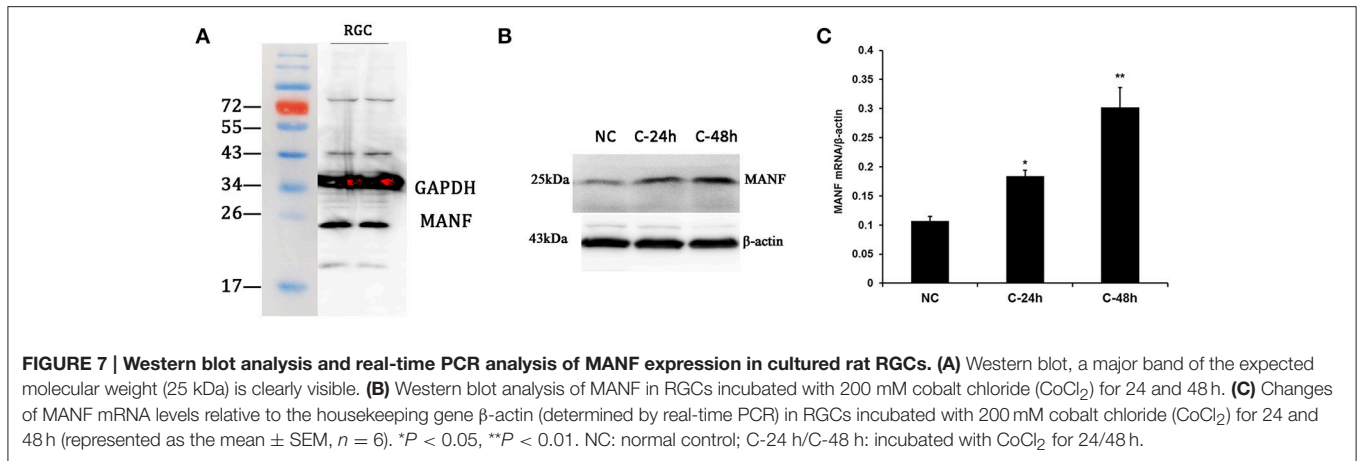 A
RGC
72
55
43
34
26
17
GAPDH
MANF
B
NC C-24h C-48h
25kDa
MANF
43kDa
β-actin
C
MANF mRNA/β-actin
0.4
0.35
0.3
0.25
0.2
0.15
0.1
0.05
0
*
**
NC C-24h C-48h
FIGURE 7 | Western blot analysis and real-time PCR analysis of MANF expression in cultured rat RGCs. (A) Western blot, a major band of the expected
molecular weight (25 kDa) is clearly visible. (B) Western blot analysis of MANF in RGCs incubated with 200 mM cobalt chloride (CoCl₂) for 24 and 48 h. (C) Changes
of MANF mRNA levels relative to the housekeeping gene β-actin (determined by real-time PCR) in RGCs incubated with 200 mM cobalt chloride (CoCl₂) for 24 and
48 h (represented as the mean ± SEM, n = 6). *P < 0.05, **P < 0.01. NC: normal control; C-24 h/C-48 h: incubated with CoCl₂ for 24/48 h.